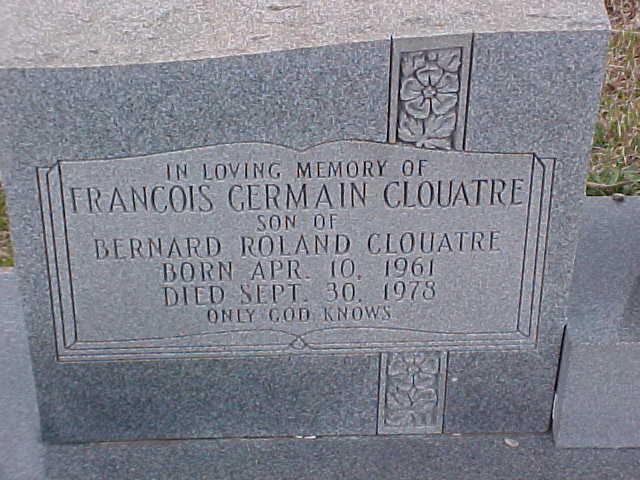 IN LOVING MEMORY OF
FRANCOIS GERMAIN CLOUATRE
SON OF
BERNARD ROLAND CLOUATRE
BORN APR. 10, 1961
DIED SEPT. 30, 1978
ONLY GOD KNOWS